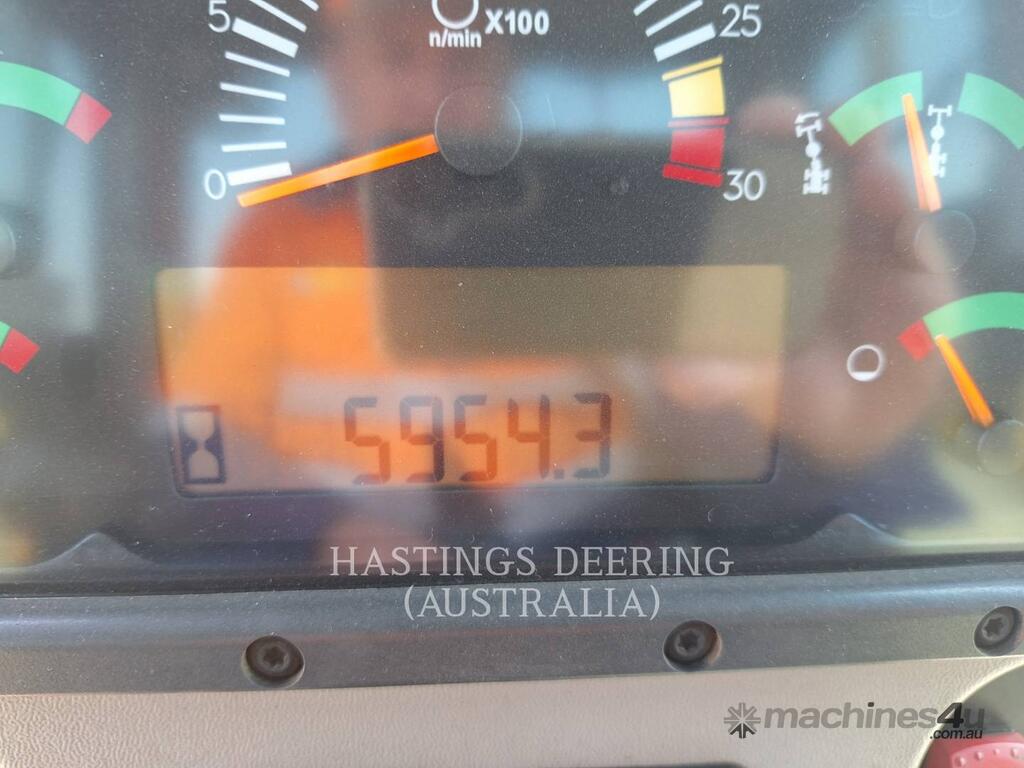 5
25
n/min X100
0
30
5954.3
HASTINGS DEERING
(AUSTRALIA)
machines4u
.com.au